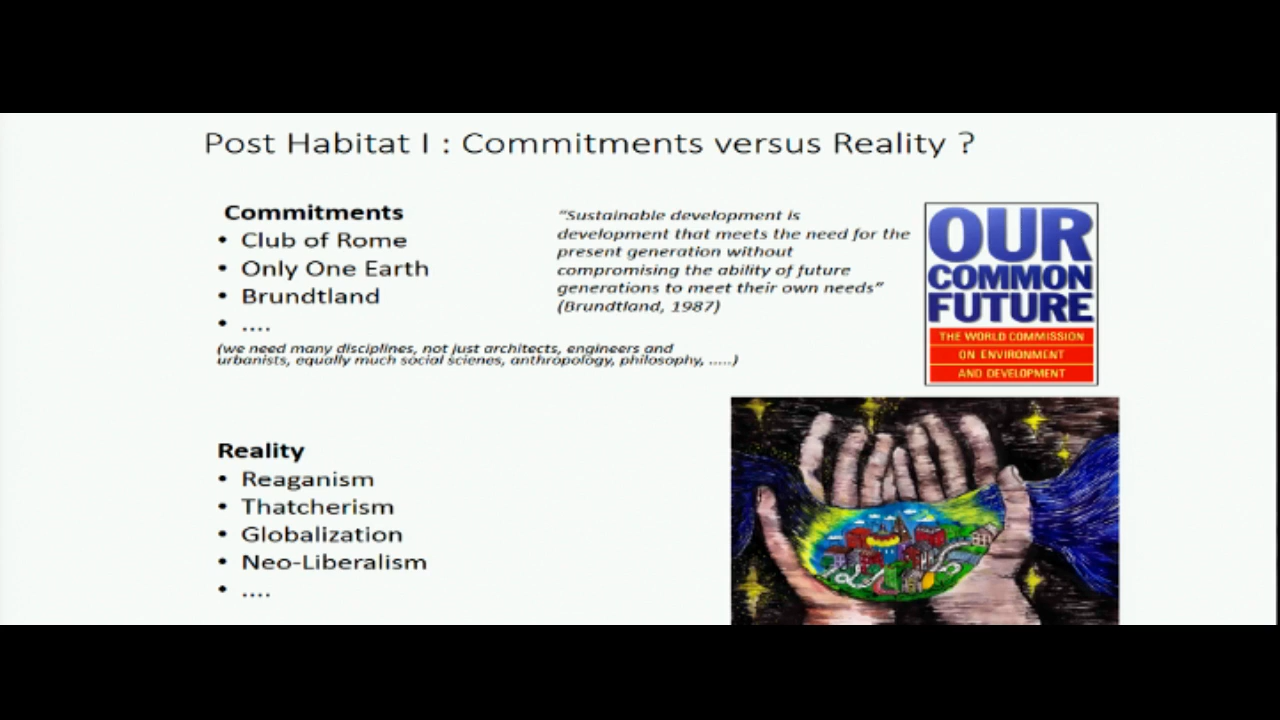 Post Habitat I : Commitments versus Reality ?
Commitments
• Club of Rome
• Only One Earth
• Brundtland
• ....
(we need many disciplines, not just architects, engineers and
urbanists, equally much social scienes, anthropology, philosophy, .....)
“Sustainable development is
development that meets the need for the
present generation without
compromising the ability of future
generations to meet their own needs”
(Brundtland, 1987)
OUR
COMMON
FUTURE
THE WORLD COMMISSION
ON ENVIRONMENT
AND DEVELOPMENT
Reality
• Reaganism
• Thatcherism
• Globalization
• Neo-Liberalism
• ....